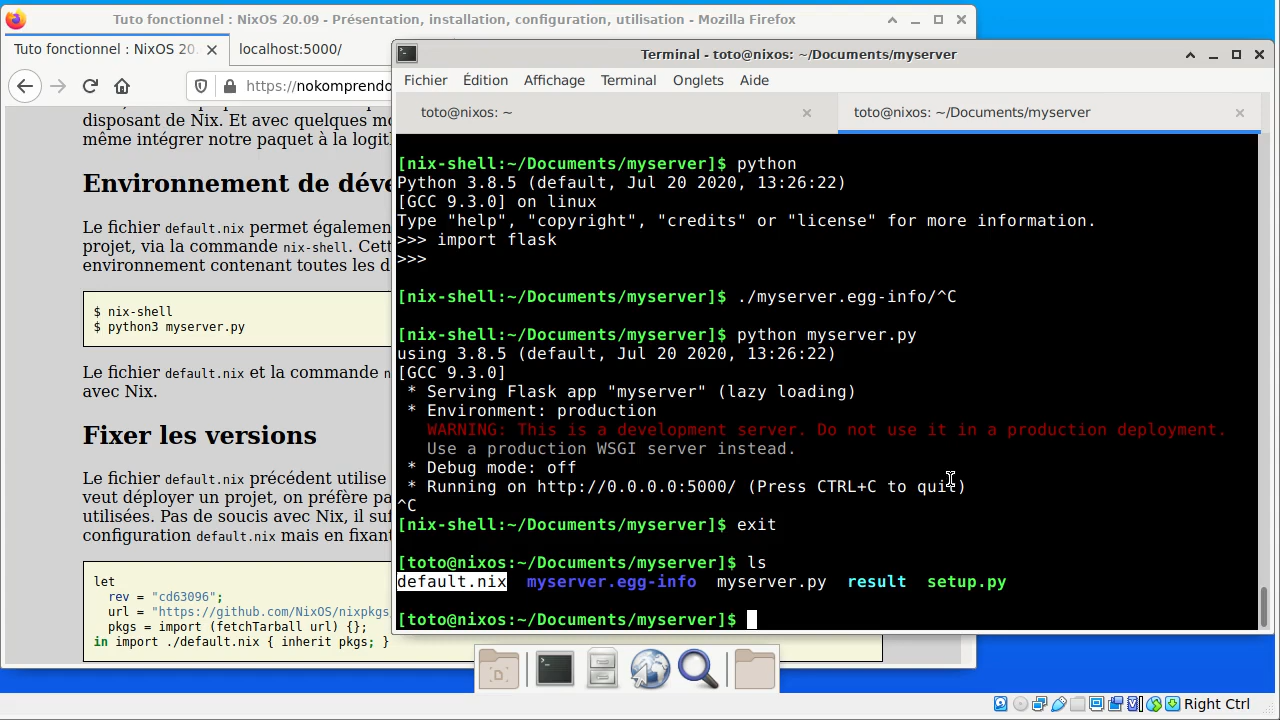 Tuto fonctionnel : NixOS 20.09 - Présentation, installation, configuration, utilisation - Mozilla Firefox
Tuto fonctionnel : NixOS 20.
localhost:5000/
https://nokomprendo
disposant de Nix. Et avec quelques
même intégrer notre paquet à la
Environnement de
Le fichier default.nix permet
projet, via la commande nix-shell.
environnement contenant toutes les
$ nix-shell
$ python3 myserver.py
Le fichier default.nix et la commande
avec Nix.
Fixer les versions
Le fichier default.nix précédent utilise
veut déployer un projet, on préfère
utilisées. Pas de soucis avec Nix, il
configuration default.nix mais en
let
rev = "cd63096";
url = "https://github.com/NixOS/nixpkgs
pkgs = import (fetchTarball url) {};
in import ./default.nix { inherit pkgs; }
Terminal - toto@nixos: ~/Documents/myserver
Fichier Édition Affichage Terminal Onglets Aide
toto@nixos: ~
toto@nixos: ~/Documents/myserver
[nix-shell:~/Documents/myserver]$ python
Python 3.8.5 (default, Jul 20 2020, 13:26:22)
[GCC 9.3.0] on linux
Type "help", "copyright", "credits" or "license" for more information.
>>> import flask
>>>
[nix-shell:~/Documents/myserver]$ ./myserver.egg-info/^C
[nix-shell:~/Documents/myserver]$ python myserver.py
using 3.8.5 (default, Jul 20 2020, 13:26:22)
[GCC 9.3.0]
* Serving Flask app "myserver" (lazy loading)
* Environment: production
WARNING: This is a development server. Do not use it in a production deployment.
Use a production WSGI server instead.
* Debug mode: off
* Running on http://0.0.0.0:5000/ (Press CTRL+C to quit)
^C
[nix-shell:~/Documents/myserver]$ exit
[toto@nixos:~/Documents/myserver]$ ls
default.nix myserver.egg-info myserver.py result setup.py
[toto@nixos:~/Documents/myserver]$
Right Ctrl